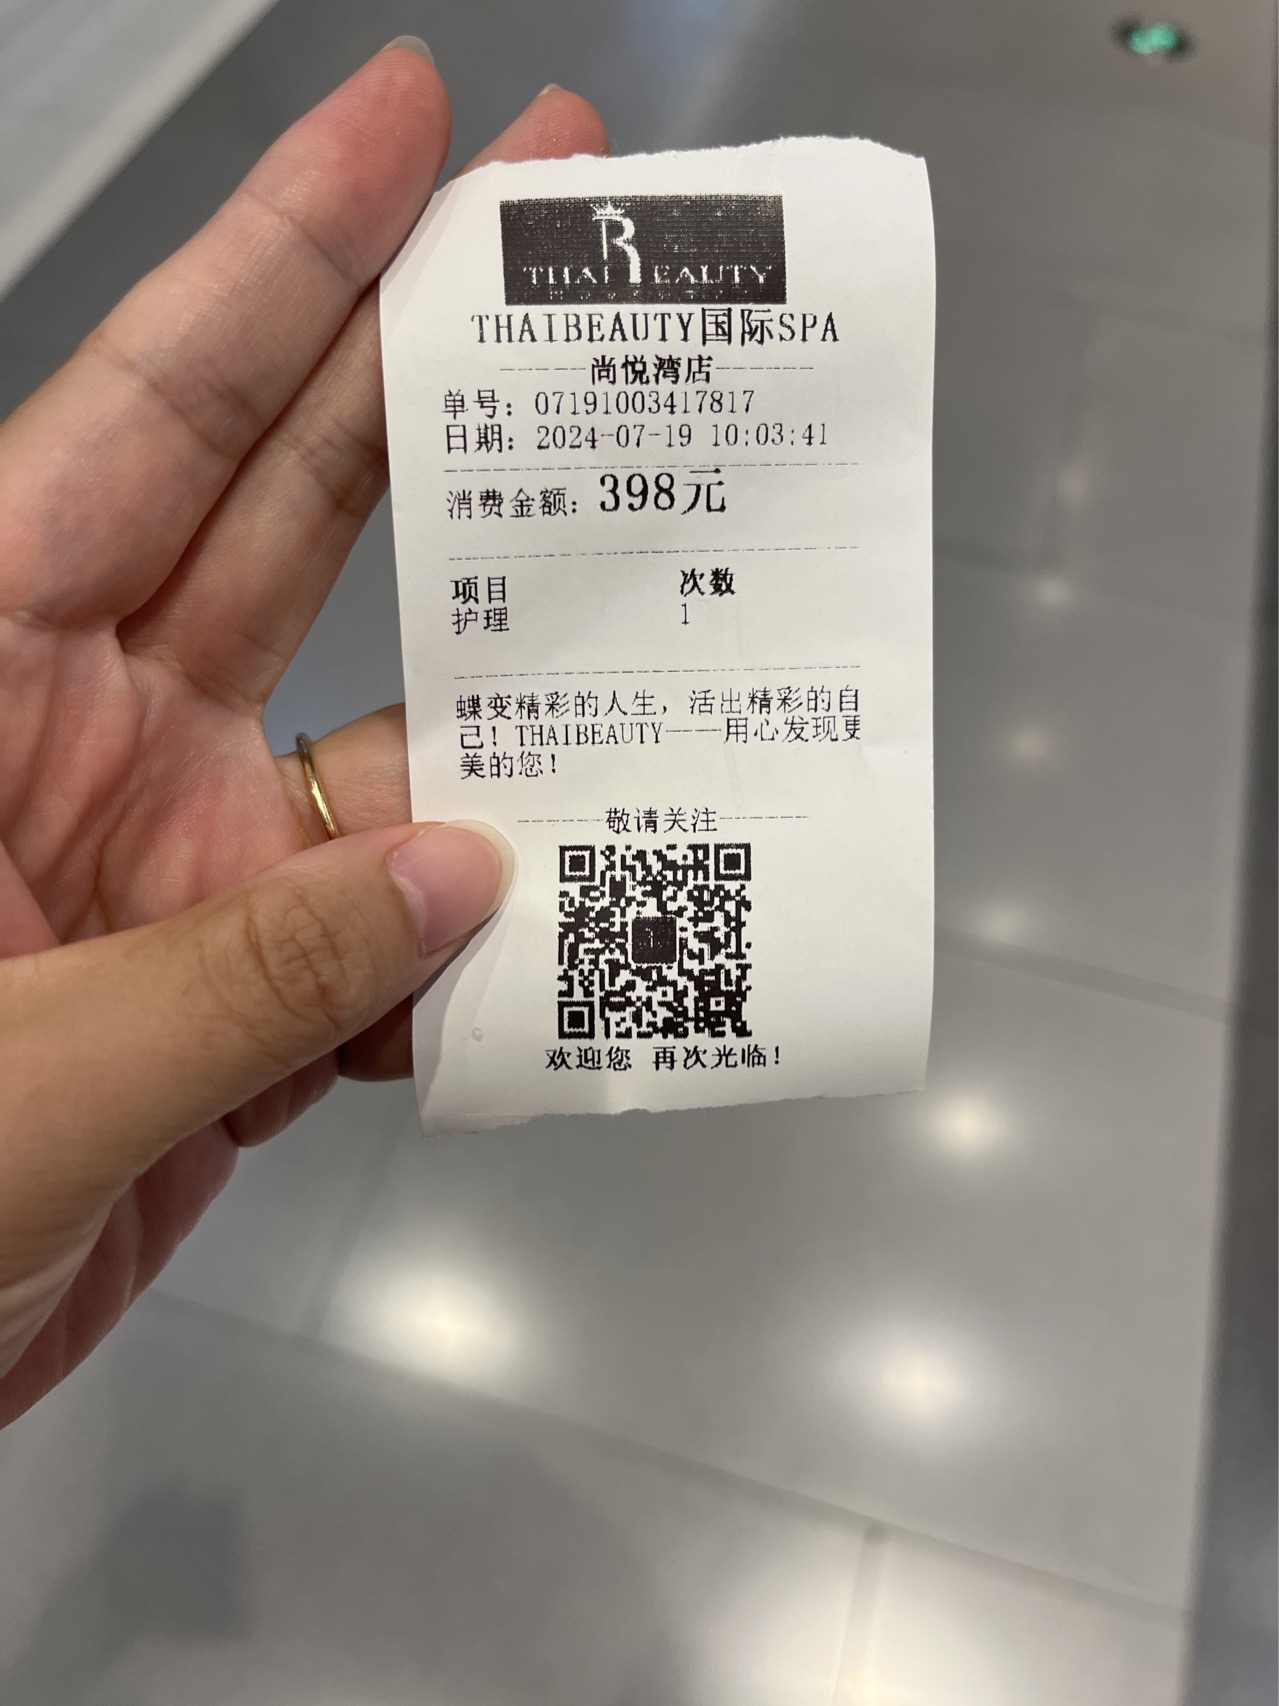 THAI BEAUTY
THAIBEAUTY国际SPA
-----尚悦湾店------
单号：07191003417817
日期：2024-07-19 10:03:41
消费金额：398元
项目 次数
护理 1
蝶变精彩的人生，活出精彩的自
己！THAIBEAUTY——用心发现更
美的您！
------敬请关注------
欢迎您 再次光临！